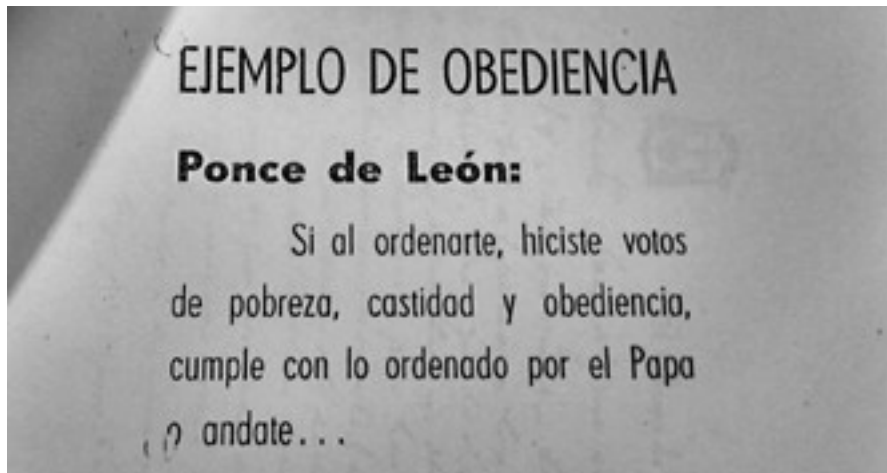 EJEMPLO DE OBEDIENCIA
Ponce de León:
Si al ordenarte, hiciste votos
de pobreza, castidad y obediencia,
cumple con lo ordenado por el Papa
o andate...